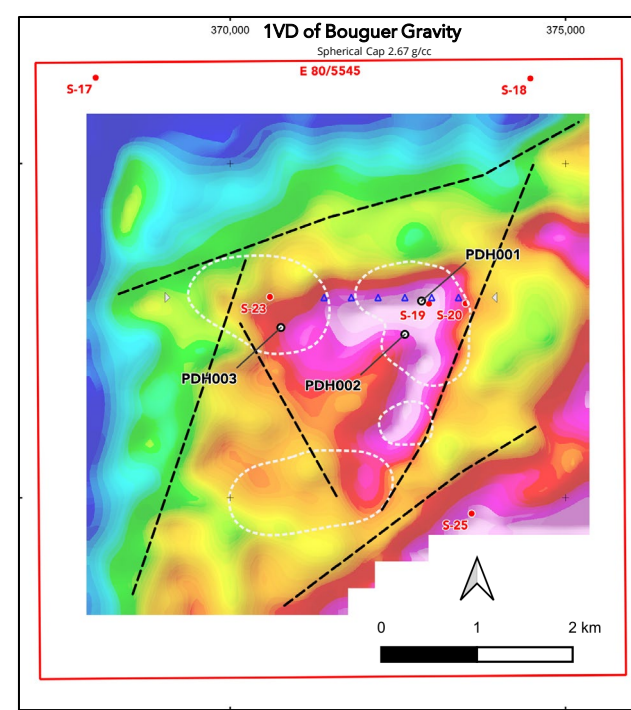 370,000
1VD of Bouguer Gravity
375,000
Spherical Cap 2.67 g/cc
E 80/5545
S-17
S-18
PDH001
S-23
S-19
S-20
PDH003
PDH002
S-25
0
1
2 km